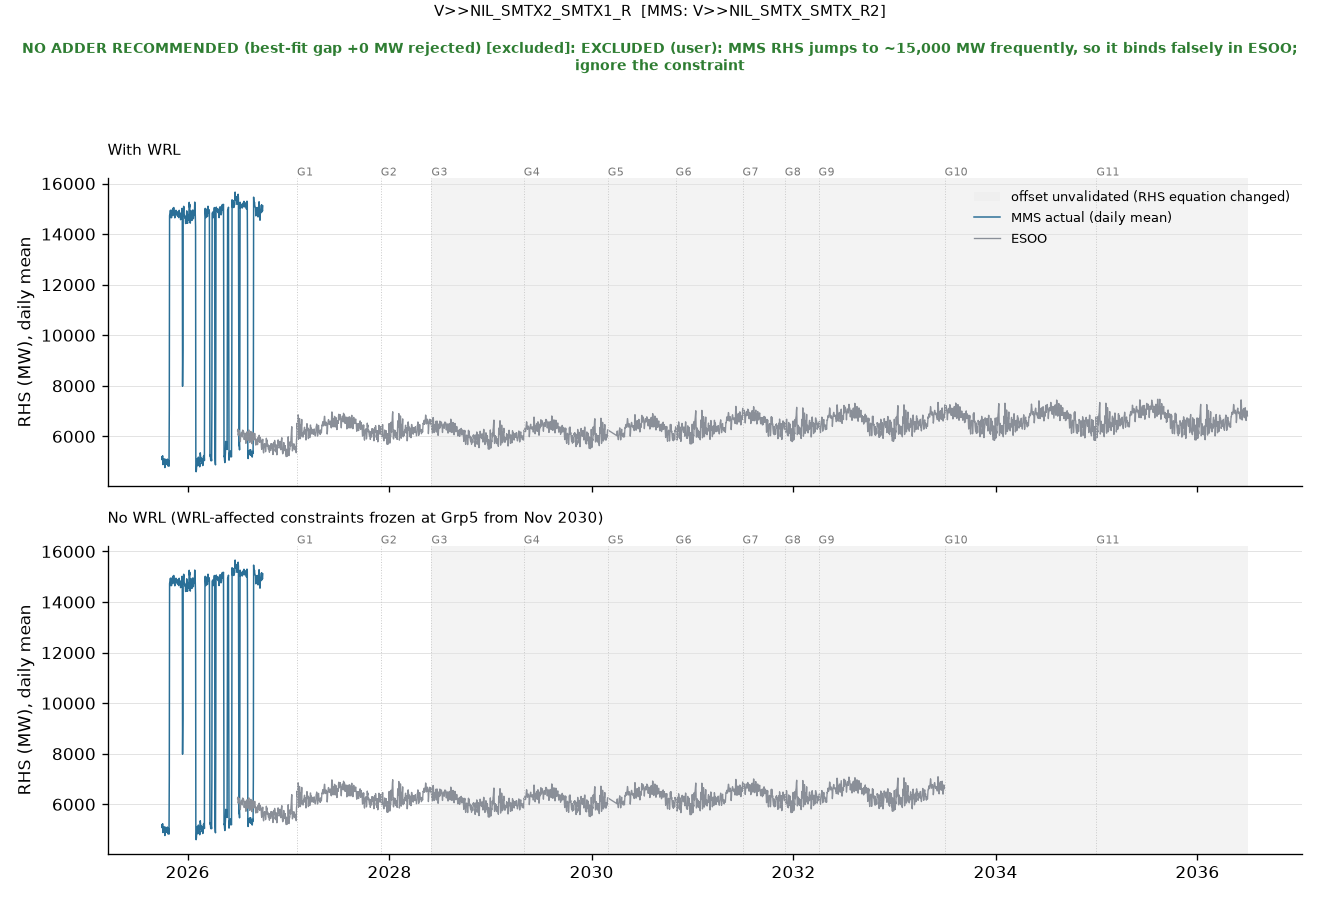 V>>NIL_SMTX2_SMTX1_R [MMS: V>>NIL_SMTX_SMTX_R2]
NO ADDER RECOMMENDED (best-fit gap +0 MW rejected) [excluded]: EXCLUDED (user): MMS RHS jumps to ~15,000 MW frequently, so it binds falsely in ESOO;
ignore the constraint
With WRL
G1 G2 G3 G4 G5 G6 G7 G8 G9 G10 G11
offset unvalidated (RHS equation changed)
MMS actual (daily mean)
ESOO
RHS (MW), daily mean
16000
14000
12000
10000
8000
6000
No WRL (WRL-affected constraints frozen at Grp5 from Nov 2030)
G1 G2 G3 G4 G5 G6 G7 G8 G9 G10 G11
RHS (MW), daily mean
16000
14000
12000
10000
8000
6000
2026 2028 2030 2032 2034 2036